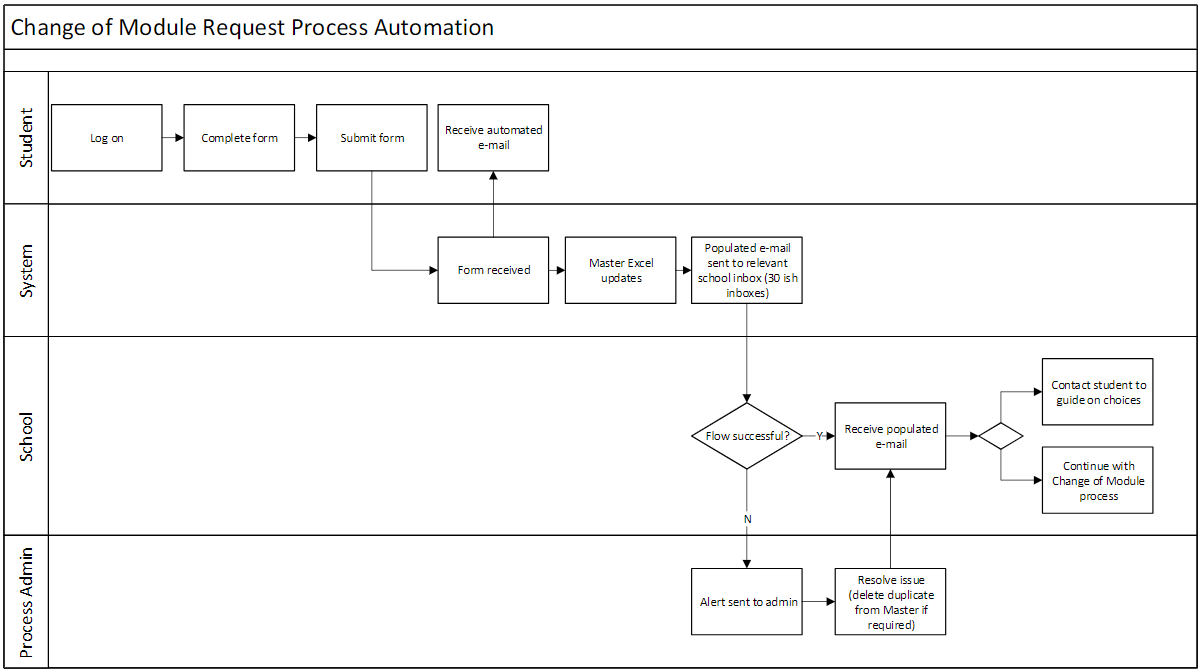 Change of Module Request Process Automation
Student
Log on
Complete form
Submit form
Receive automated
e-mail
System
Form received
Master Excel
updates
Populated e-mail
sent to relevant
school inbox (30 ish
inboxes)
School
Flow successful?
Y
N
Receive populated
e-mail
Contact student to
guide on choices
Continue with
Change of Module
process
Process Admin
Alert sent to admin
Resolve issue
(delete duplicate
from Master if
required)